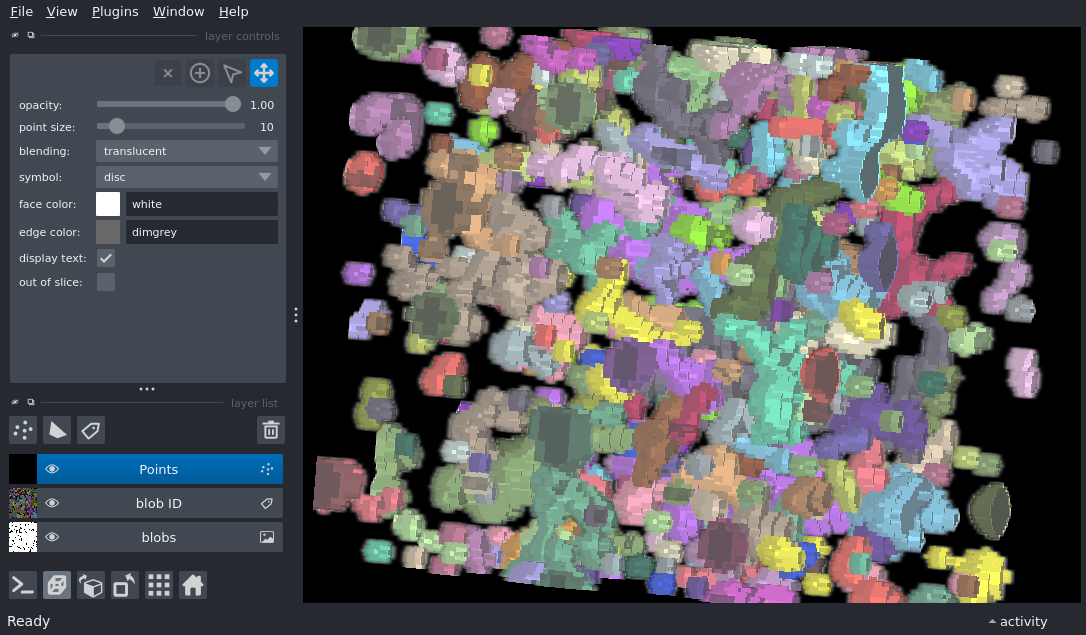 File View Plugins Window Help
layer controls
opacity: 1.00
point size: 10
blending: translucent
symbol: disc
face color: white
edge color: dimgrey
display text:
out of slice:
layer list
Points
blob ID
blobs
Ready
activity